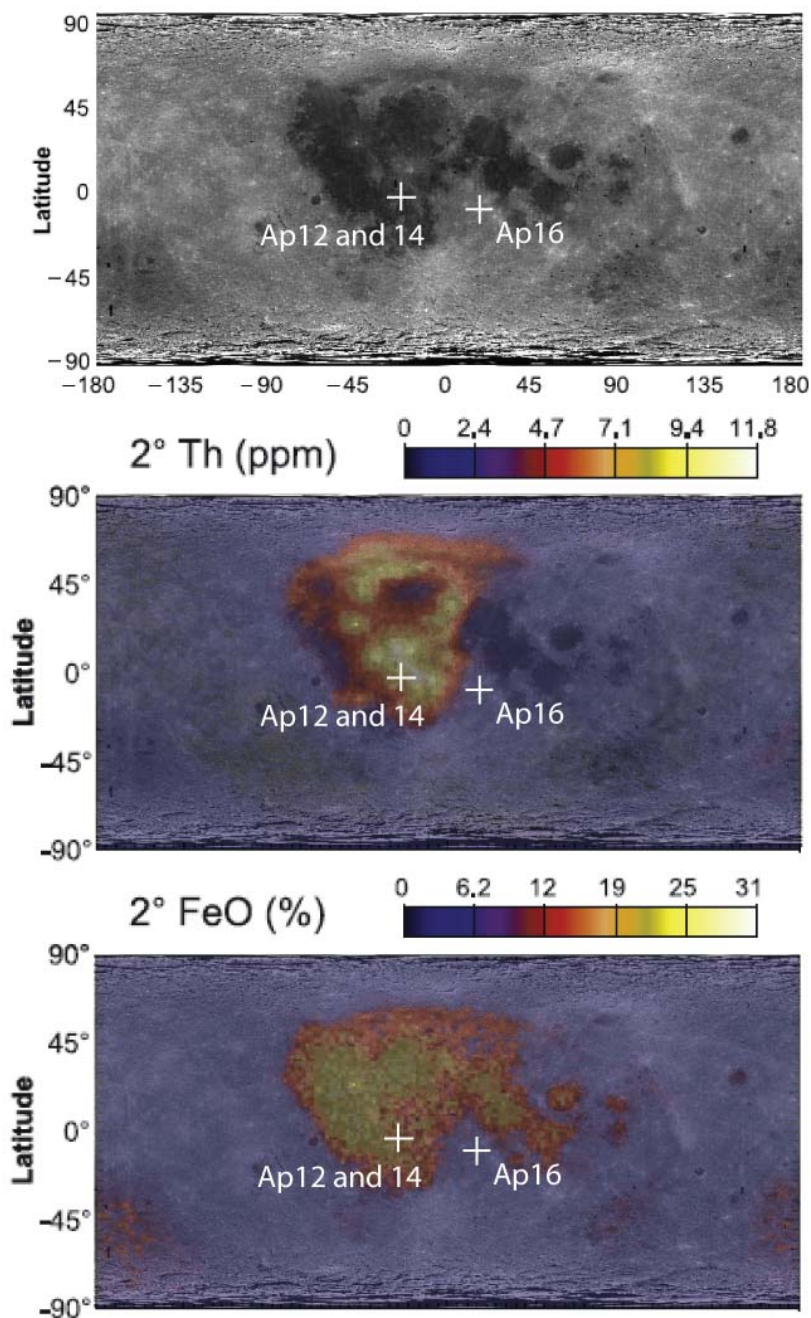 90
45
0
−45
−90
Latitude
Ap12 and 14
Ap16
−180 −135 −90 −45 0 45 90 135 180
2° Th (ppm)
0 2.4 4.7 7.1 9.4 11.8
90°
45°
0°
-45°
-90°
Latitude
Ap12 and 14
Ap16
2° FeO (%)
0 6.2 12 19 25 31
90°
45°
0°
-45°
-90°
Latitude
Ap12 and 14
Ap16